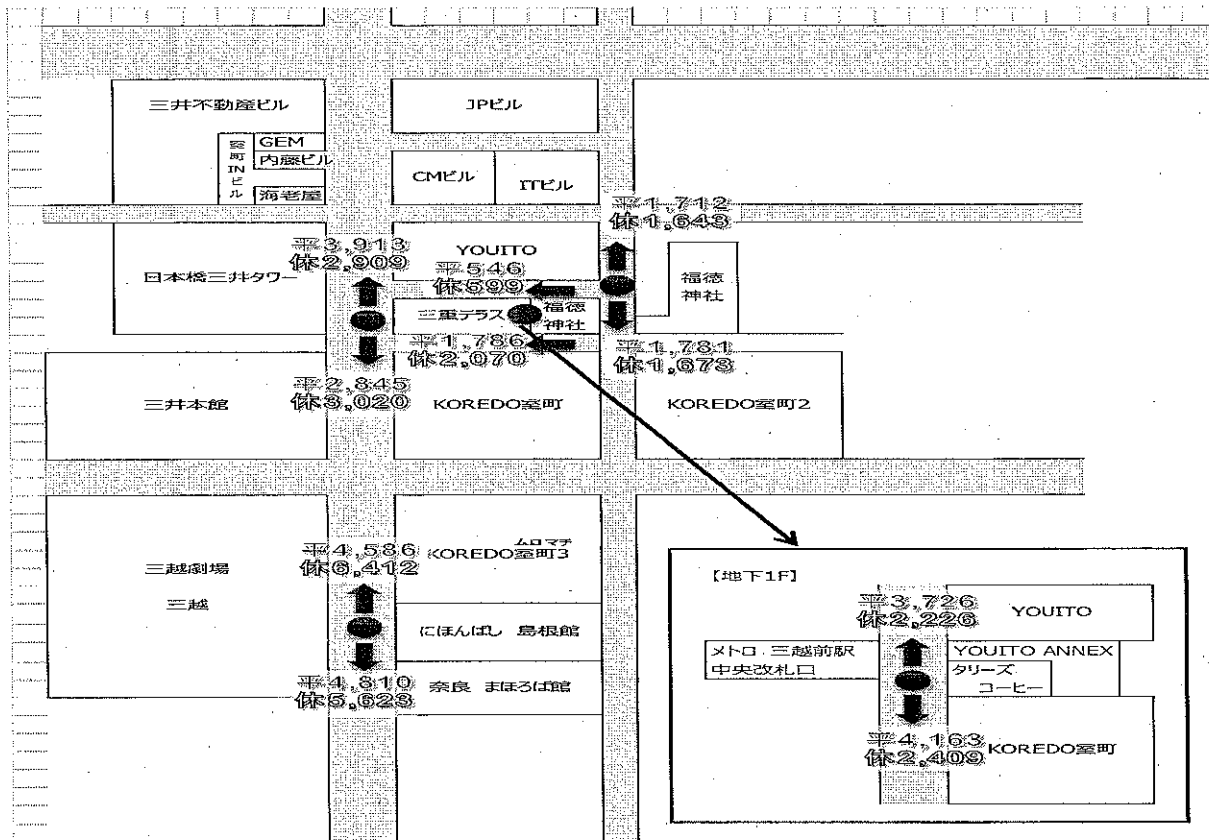 三井不動産ビル
JPビル
室町INビル
GEM
内藤ビル
海老屋
CMビル
ITビル
平1,712
休1,643
平3,913
休2,909
YOUITO
日本橋三井タワー
平546
休599
福徳
神社
三重テラス
福徳
神社
平1,786
休2,070
平1,781
休1,673
平2,845
休3,020
三井本館
KOREDO室町
KOREDO室町2
平4,586
休6,412
ムロマチ
KOREDO室町3
三越劇場
三越
にほんばし 島根館
平4,810
休5,623
奈良 まほろば館
【地下1F】
平3,726
休2,226
YOUITO
メトロ 三越前駅
中央改札口
YOUITO ANNEX
タリーズ
コーヒー
平4,163
休2,409
KOREDO室町